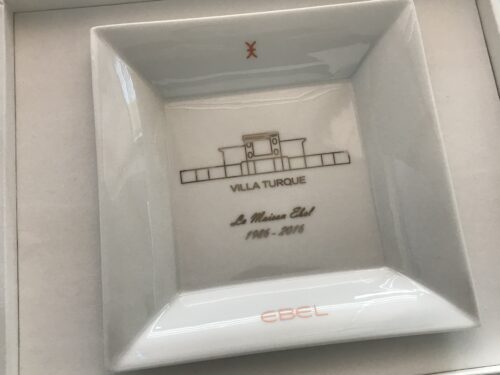 VILLA TURQUE
La Maison Ebel
1986 - 2016
EBEL